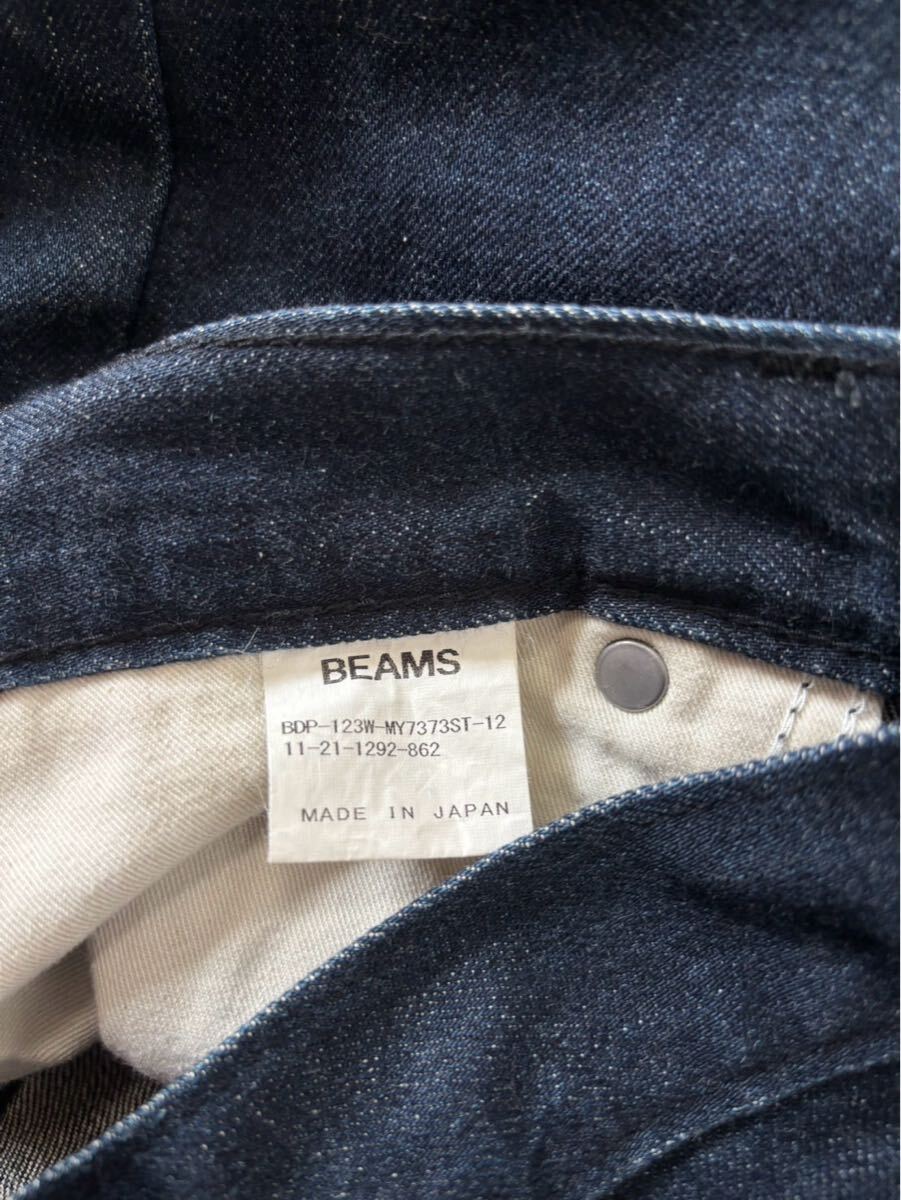 BEAMS
BDP-123W-MY7373ST-12
11-21-1292-862
MADE IN JAPAN